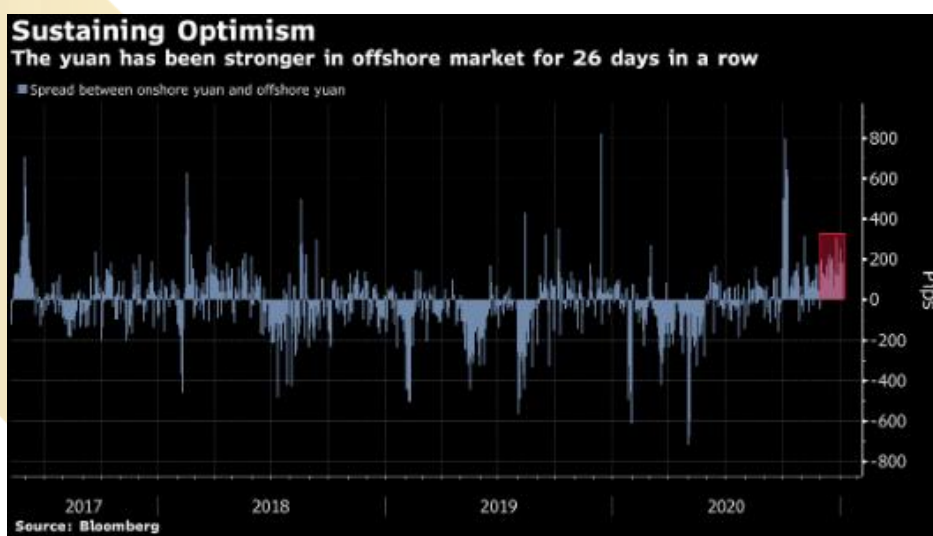 Sustaining Optimism
The yuan has been stronger in offshore market for 26 days in a row
Spread between onshore yuan and offshore yuan
800
600
400
200
0
-200
-400
-600
-800
Pips
2017 2018 2019 2020
Source: Bloomberg